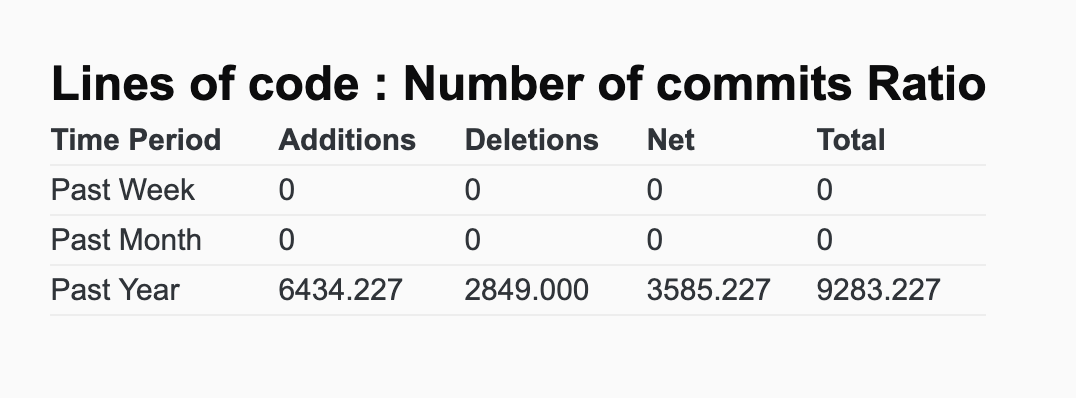 Lines of code : Number of commits Ratio
Time Period Additions Deletions Net Total
Past Week 0 0 0 0
Past Month 0 0 0 0
Past Year 6434.227 2849.000 3585.227 9283.227